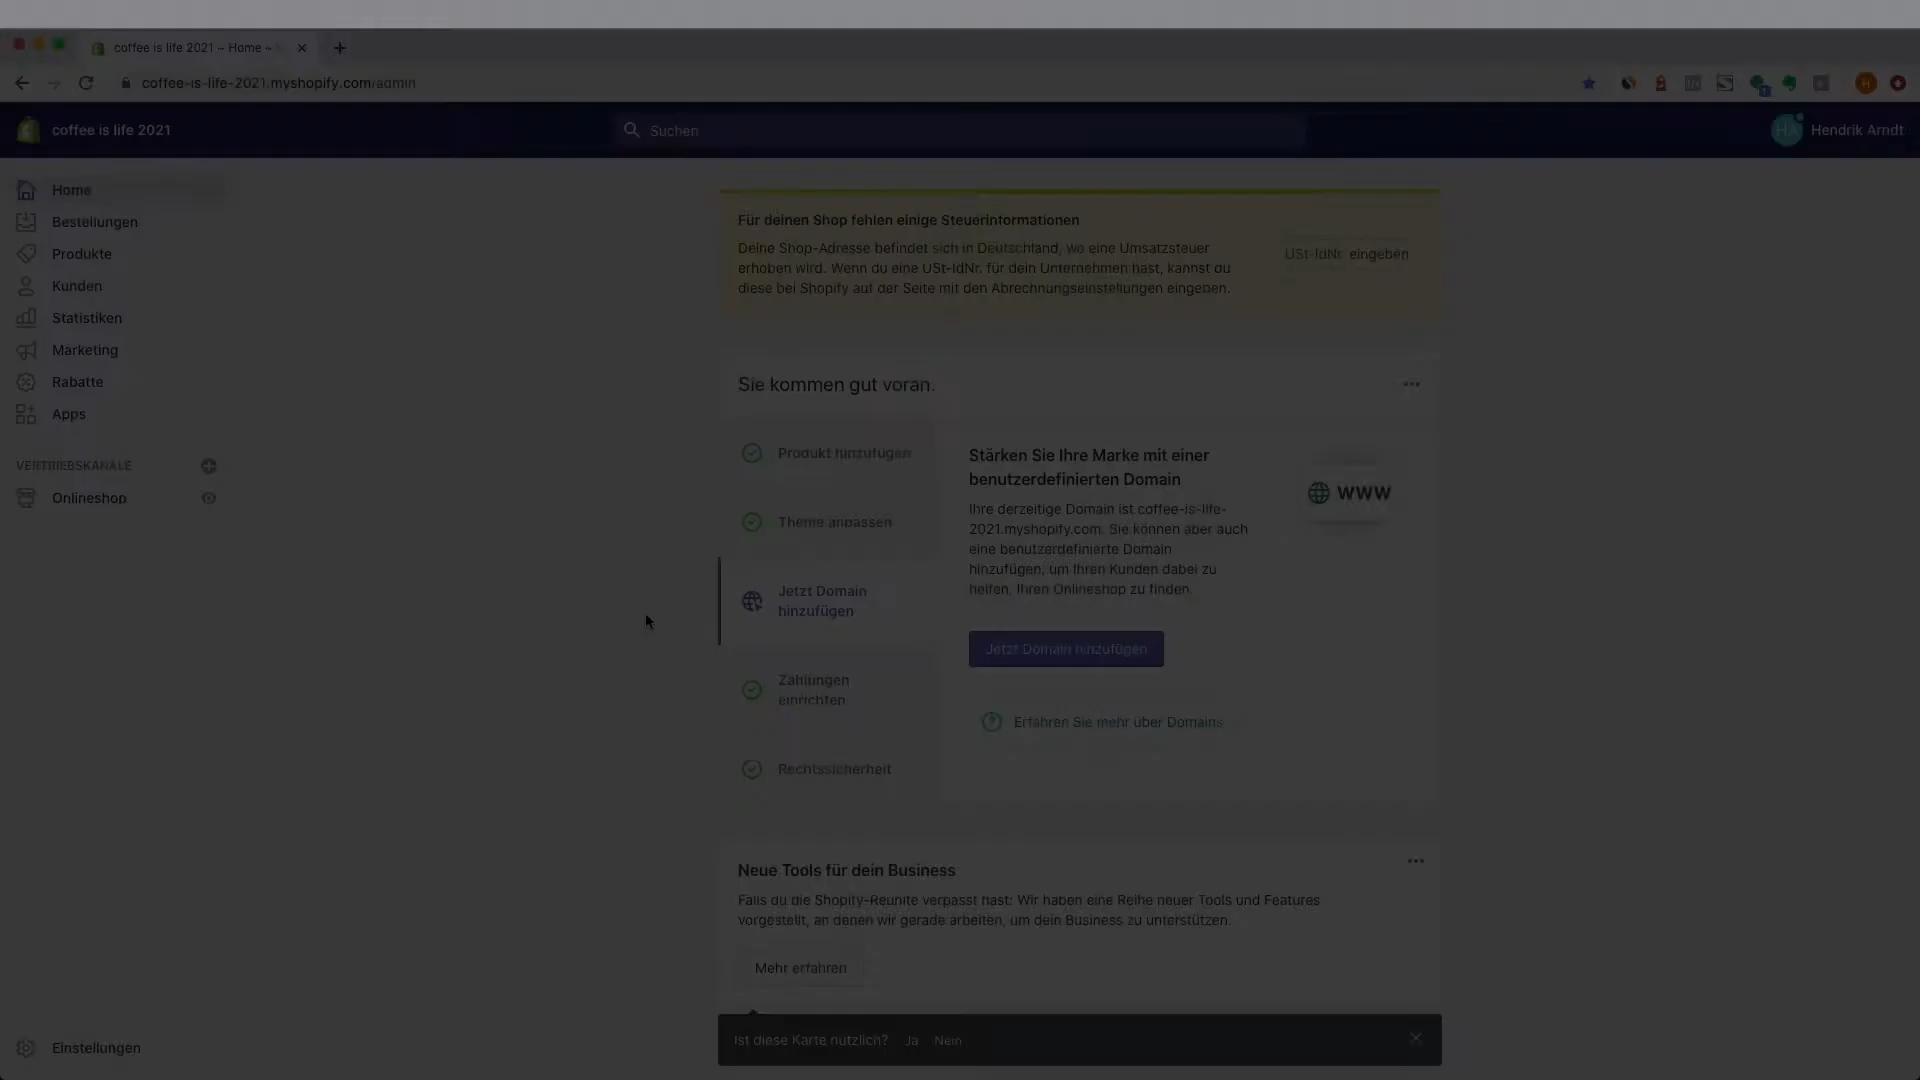 coffee is life 2021 ~ Home ~
coffee-is-life-2021.myshopify.com/admin
coffee is life 2021
Suchen
HA
Hendrik Arndt
Home
Bestellungen
Produkte
Kunden
Statistiken
Marketing
Rabatte
Apps
VERTRIEBSKANÄLE
Onlineshop
Einstellungen
Für deinen Shop fehlen einige Steuerinformationen
Deine Shop-Adresse befindet sich in Deutschland, wo eine Umsatzsteuer
erhoben wird. Wenn du eine USt-IdNr. für dein Unternehmen hast, kannst du
diese bei Shopify auf der Seite mit den Abrechnungseinstellungen eingeben.
USt-IdNr. eingeben
Sie kommen gut voran.
Produkt hinzufügen
Theme anpassen
Jetzt Domain
hinzufügen
Zahlungen
einrichten
Rechtssicherheit
Stärken Sie Ihre Marke mit einer
benutzerdefinierten Domain
Ihre derzeitige Domain ist coffee-is-life-
2021.myshopify.com. Sie können aber auch
eine benutzerdefinierte Domain
hinzufügen, um Ihren Kunden dabei zu
helfen, Ihren Onlineshop zu finden.
WWW
Jetzt Domain hinzufügen
Erfahren Sie mehr über Domains
Neue Tools für dein Business
Falls du die Shopify-Reunite verpasst hast: Wir haben eine Reihe neuer Tools und Features
vorgestellt, an denen wir gerade arbeiten, um dein Business zu unterstützen.
Mehr erfahren
Ist diese Karte nützlich? Ja Nein